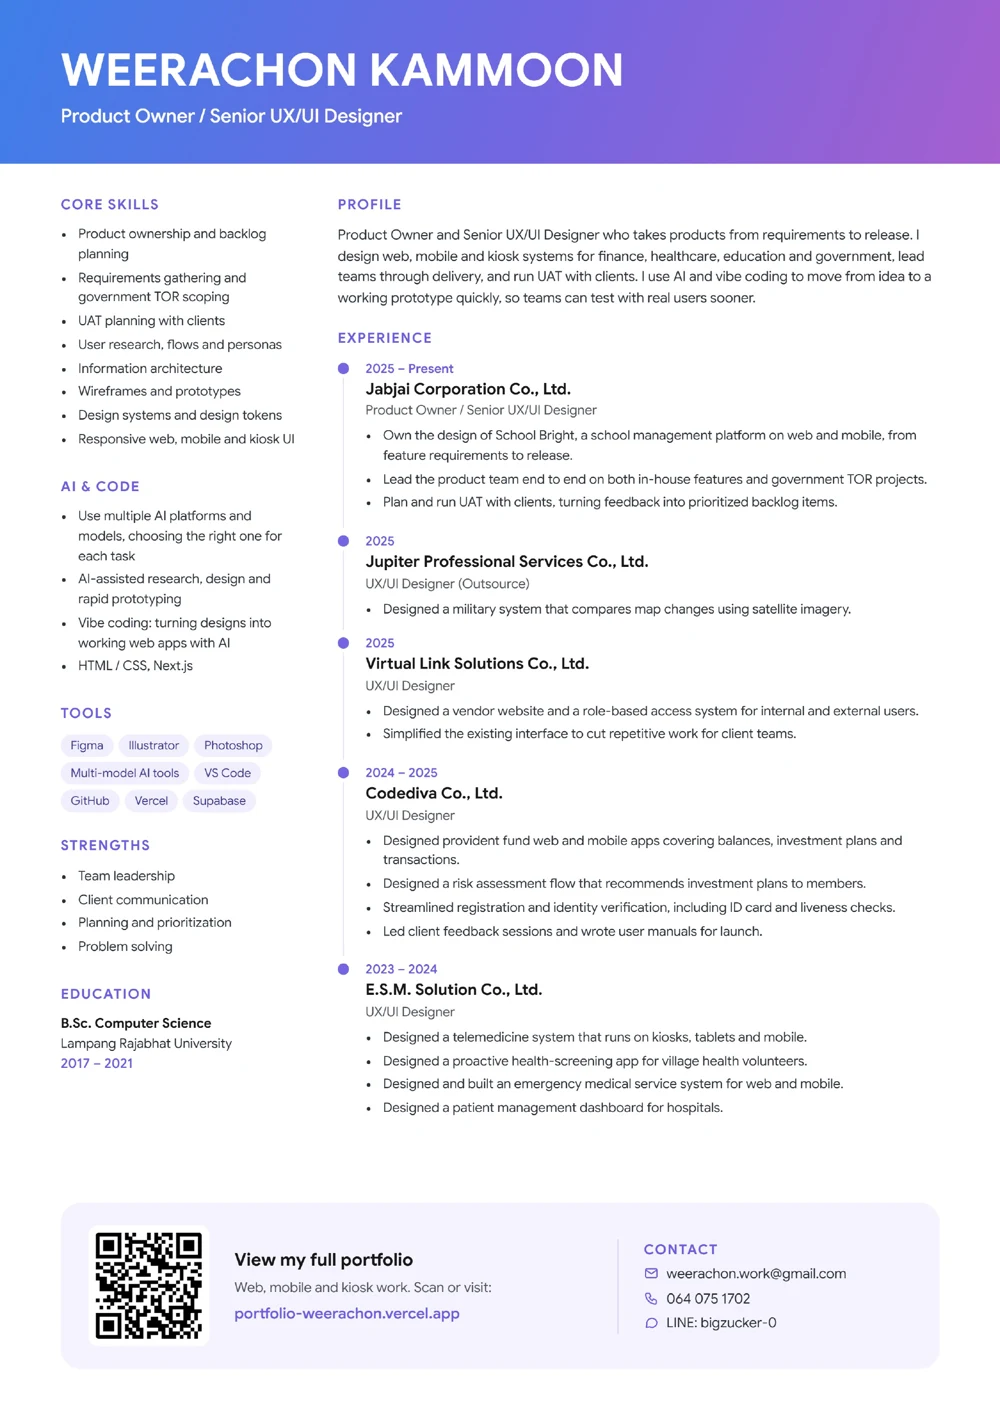 WEERACHON KAMMOON
Product Owner / Senior UX/UI Designer
CORE SKILLS
• Product ownership and backlog
planning
• Requirements gathering and
government TOR scoping
• UAT planning with clients
• User research, flows and personas
• Information architecture
• Wireframes and prototypes
• Design systems and design tokens
• Responsive web, mobile and kiosk UI
AI & CODE
• Use multiple AI platforms and
models, choosing the right one for
each task
• AI-assisted research, design and
rapid prototyping
• Vibe coding: turning designs into
working web apps with AI
• HTML / CSS, Next.js
TOOLS
Figma Illustrator Photoshop
Multi-model AI tools VS Code
GitHub Vercel Supabase
STRENGTHS
• Team leadership
• Client communication
• Planning and prioritization
• Problem solving
EDUCATION
B.Sc. Computer Science
Lampang Rajabhat University
2017 – 2021
PROFILE
Product Owner and Senior UX/UI Designer who takes products from requirements to release. I
design web, mobile and kiosk systems for finance, healthcare, education and government, lead
teams through delivery, and run UAT with clients. I use AI and vibe coding to move from idea to a
working prototype quickly, so teams can test with real users sooner.
EXPERIENCE
2025 – Present
Jabjai Corporation Co., Ltd.
Product Owner / Senior UX/UI Designer
• Own the design of School Bright, a school management platform on web and mobile, from
feature requirements to release.
• Lead the product team end to end on both in-house features and government TOR projects.
• Plan and run UAT with clients, turning feedback into prioritized backlog items.
2025
Jupiter Professional Services Co., Ltd.
UX/UI Designer (Outsource)
• Designed a military system that compares map changes using satellite imagery.
2025
Virtual Link Solutions Co., Ltd.
UX/UI Designer
• Designed a vendor website and a role-based access system for internal and external users.
• Simplified the existing interface to cut repetitive work for client teams.
2024 – 2025
Codediva Co., Ltd.
UX/UI Designer
• Designed provident fund web and mobile apps covering balances, investment plans and
transactions.
• Designed a risk assessment flow that recommends investment plans to members.
• Streamlined registration and identity verification, including ID card and liveness checks.
• Led client feedback sessions and wrote user manuals for launch.
2023 – 2024
E.S.M. Solution Co., Ltd.
UX/UI Designer
• Designed a telemedicine system that runs on kiosks, tablets and mobile.
• Designed a proactive health-screening app for village health volunteers.
• Designed and built an emergency medical service system for web and mobile.
• Designed a patient management dashboard for hospitals.
View my full portfolio
Web, mobile and kiosk work. Scan or visit:
portfolio-weerachon.vercel.app
CONTACT
weerachon.work@gmail.com
064 075 1702
LINE: bigzucker-0